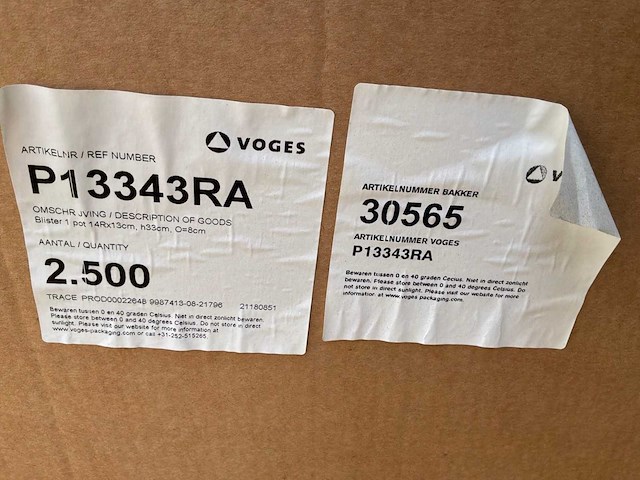 VOGES
ARTIKELNR / REF NUMBER
P13343RA
OMSCHRIJVING / DESCRIPTION OF GOODS
Blister 1 pot 14Rx13cm, h33cm, O=8cm
AANTAL / QUANTITY
2.500
TRACE PROD00022648 9987413-08-21796 21180851
Bewaren tussen 0 en 40 graden Celsius. Niet in direct zonlicht bewaren.
Please store between 0 and 40 degrees Celsius. Do not store in direct
sunlight. Please visit our website for more information at
www.voges-packaging.com or call +31-252-515265.
V
ARTIKELNUMMER BAKKER
30565
ARTIKELNUMMER VOGES
P13343RA
Bewaren tussen 0 en 40 graden Cecius. Niet in direct zonlicht
bewaren. Please store between 0 and 40 degrees Celsius. Do
not store in direct sunlight. Please visit our website for more
information at www.voges-packaging.com